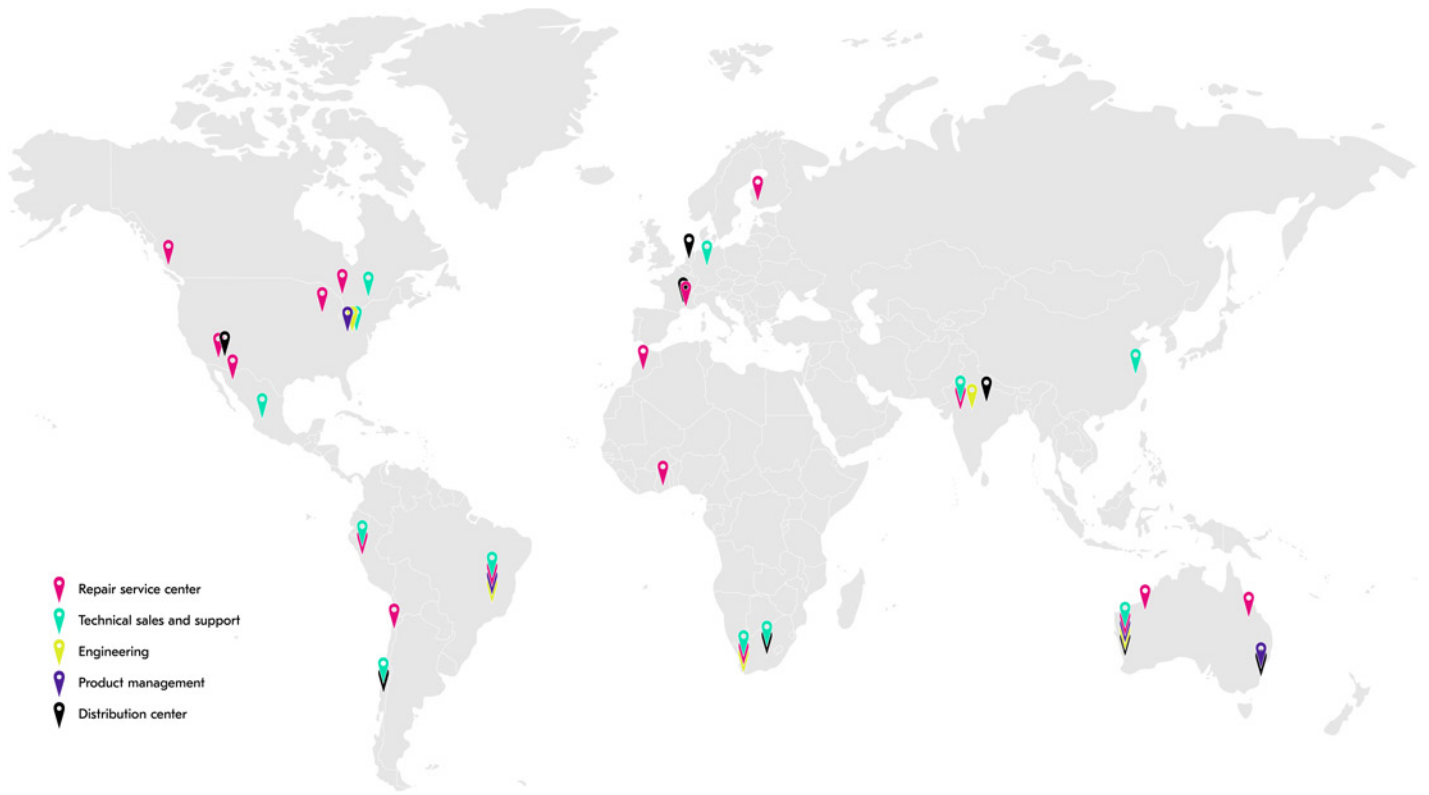 Repair service center
Technical sales and support
Engineering
Product management
Distribution center